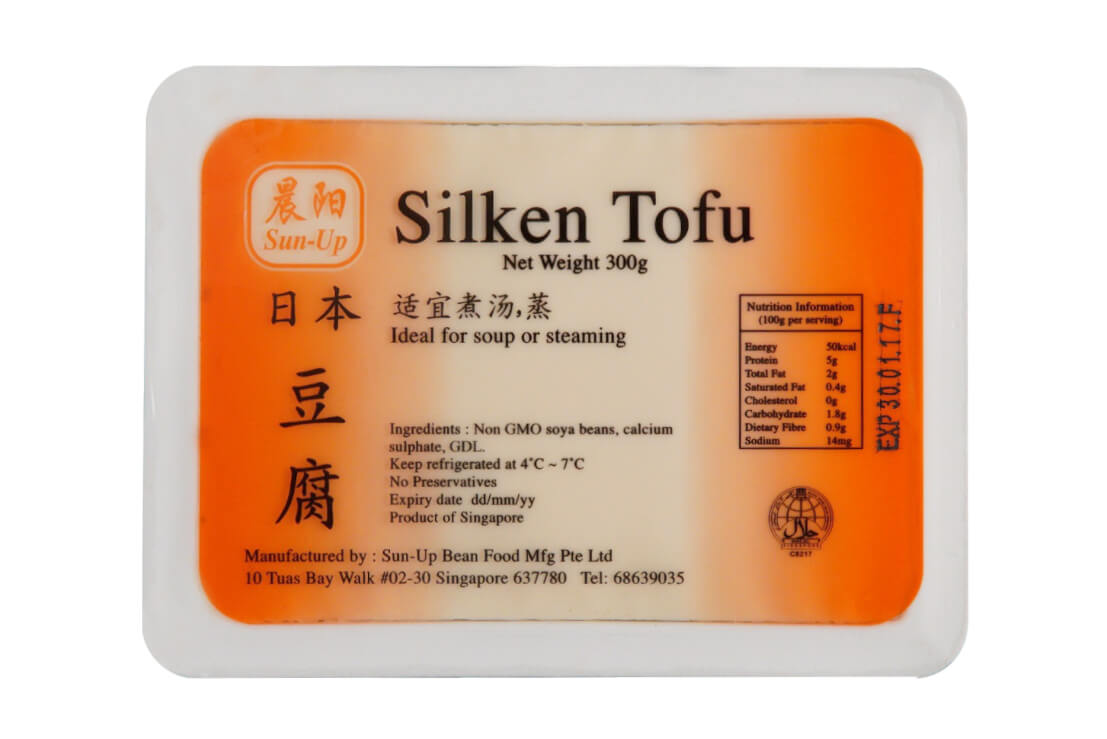 晨阳
Sun-Up
Silken Tofu
Net Weight 300g
日本
豆
腐
适宜煮汤,蒸
Ideal for soup or steaming
Ingredients : Non GMO soya beans, calcium
sulphate, GDL.
Keep refrigerated at 4˚C ~ 7˚C
No Preservatives
Expiry date dd/mm/yy
Product of Singapore
Manufactured by : Sun-Up Bean Food Mfg Pte Ltd
10 Tuas Bay Walk #02-30 Singapore 637780 Tel: 68639035
Nutrition Information
(100g per serving)
Energy 50kcal
Protein 5g
Total Fat 2g
Saturated Fat 0.4g
Cholesterol 0g
Carbohydrate 1.8g
Dietary Fibre 0.9g
Sodium 14mg
EXP 30.01.17.F
SINGAPORE
C8217